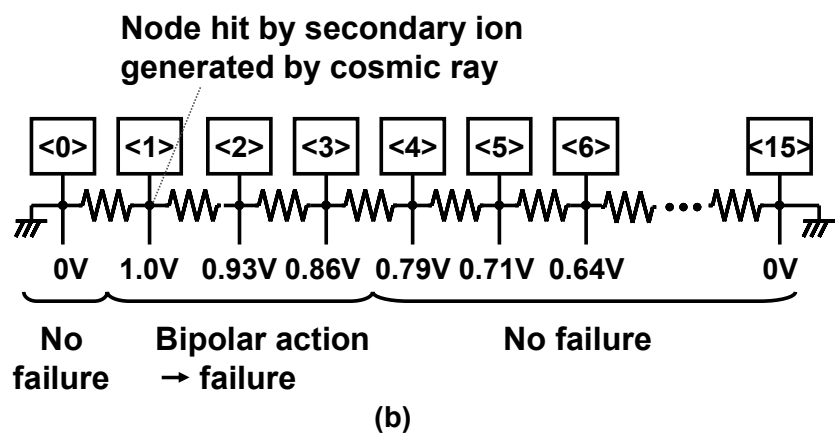 Node hit by secondary ion
generated by cosmic ray
<0> <1> <2> <3> <4> <5> <6> <15>
0V 1.0V 0.93V 0.86V 0.79V 0.71V 0.64V 0V
No failure
Bipolar action → failure
No failure
(b)